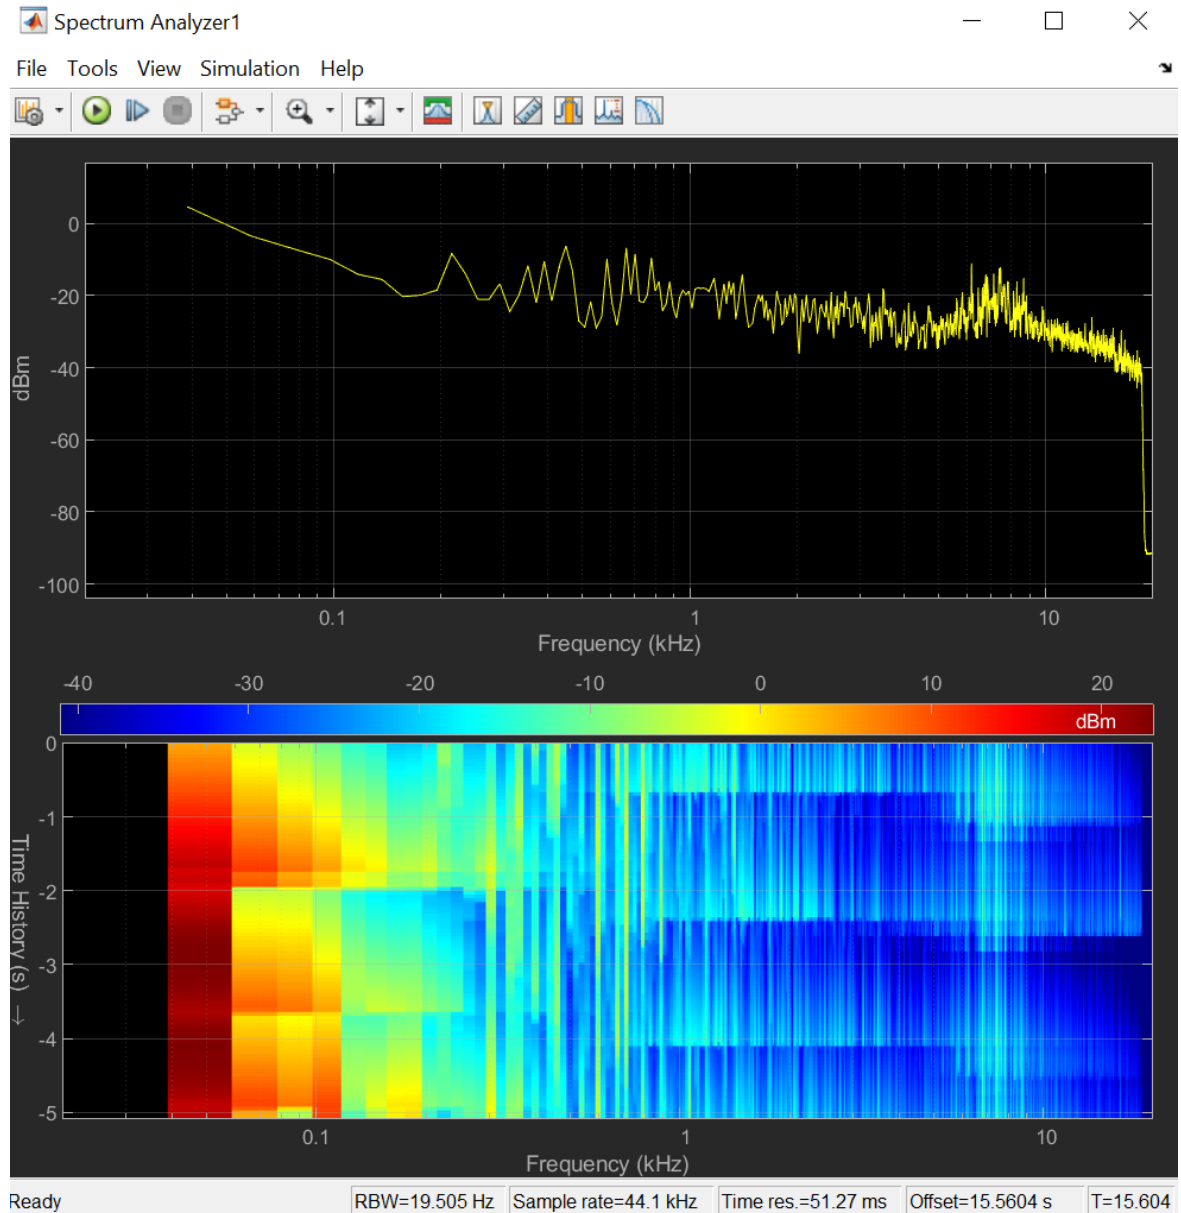 Spectrum Analyzer1
File Tools View Simulation Help
0
-20
-40
-60
-80
-100
dBm
0.1 1 10
Frequency (kHz)
-40 -30 -20 -10 0 10 20
dBm
0
-1
-2
-3
-4
-5
Time History (s) →
0.1 1 10
Frequency (kHz)
Ready RBW=19.505 Hz Sample rate=44.1 kHz Time res.=51.27 ms Offset=15.5604 s T=15.604